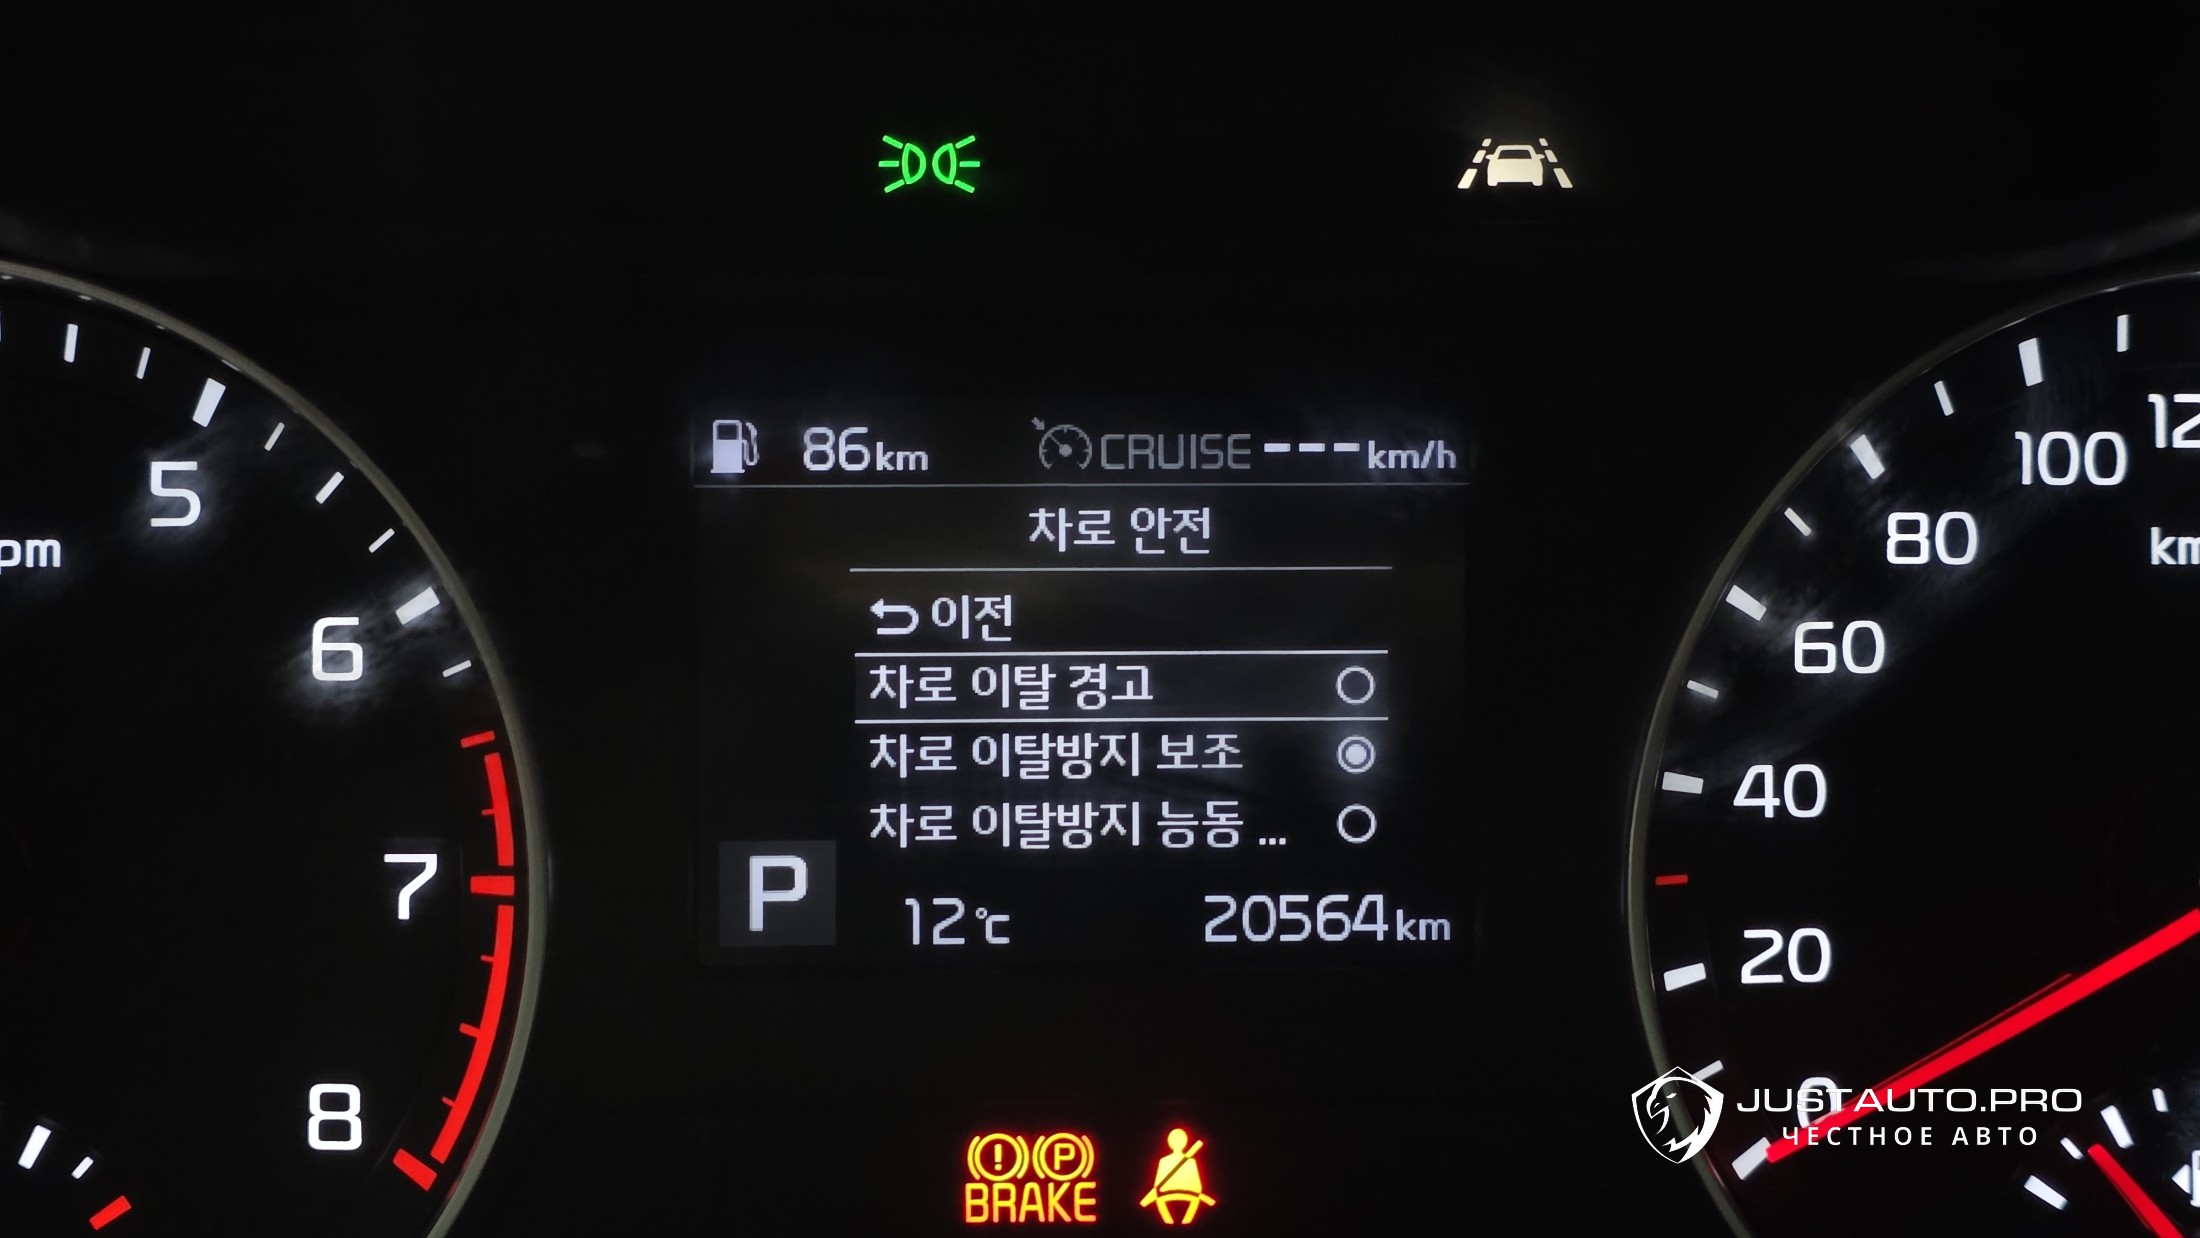 86km CRUISE ---km/h
차로 안전
이전
차로 이탈 경고
차로 이탈방지 보조
차로 이탈방지 능동 ...
P 12℃ 20564km
5
6
7
8
100
80
60
40
20
0
BRAKE
P
JUSTAUTO.PRO
ЧЕСТНОЕ АВТО